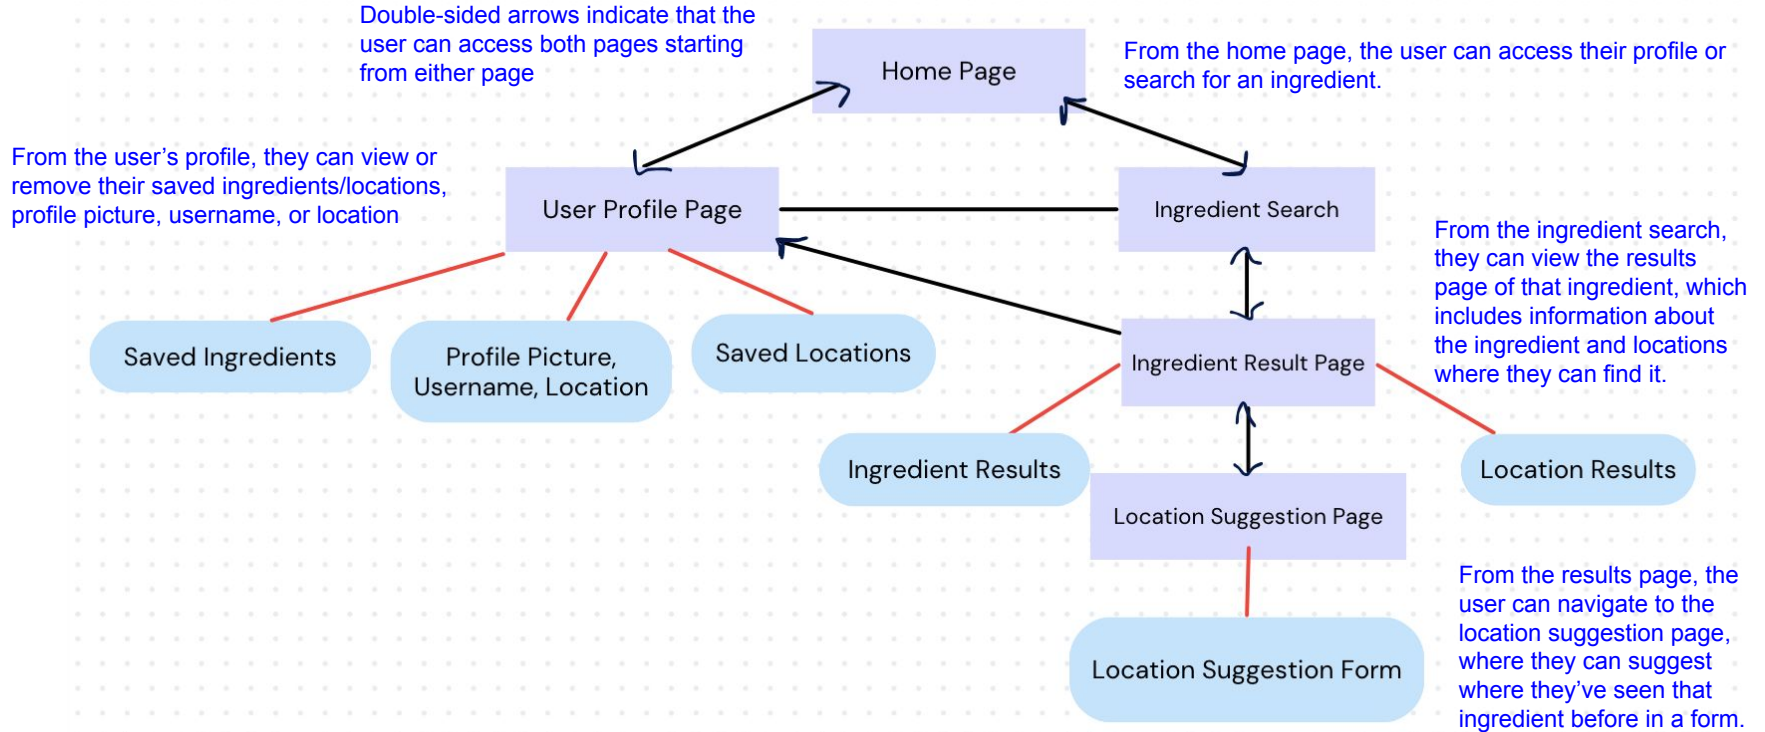 Double-sided arrows indicate that the
user can access both pages starting
from either page
Home Page
From the home page, the user can access their profile or
search for an ingredient.
From the user’s profile, they can view or
remove their saved ingredients/locations,
profile picture, username, or location
User Profile Page
Ingredient Search
From the ingredient search,
they can view the results
page of that ingredient, which
includes information about
the ingredient and locations
where they can find it.
Saved Ingredients
Profile Picture,
Username, Location
Saved Locations
Ingredient Result Page
Ingredient Results
Location Results
Location Suggestion Page
From the results page, the
user can navigate to the
location suggestion page,
where they can suggest
where they’ve seen that
ingredient before in a form.
Location Suggestion Form